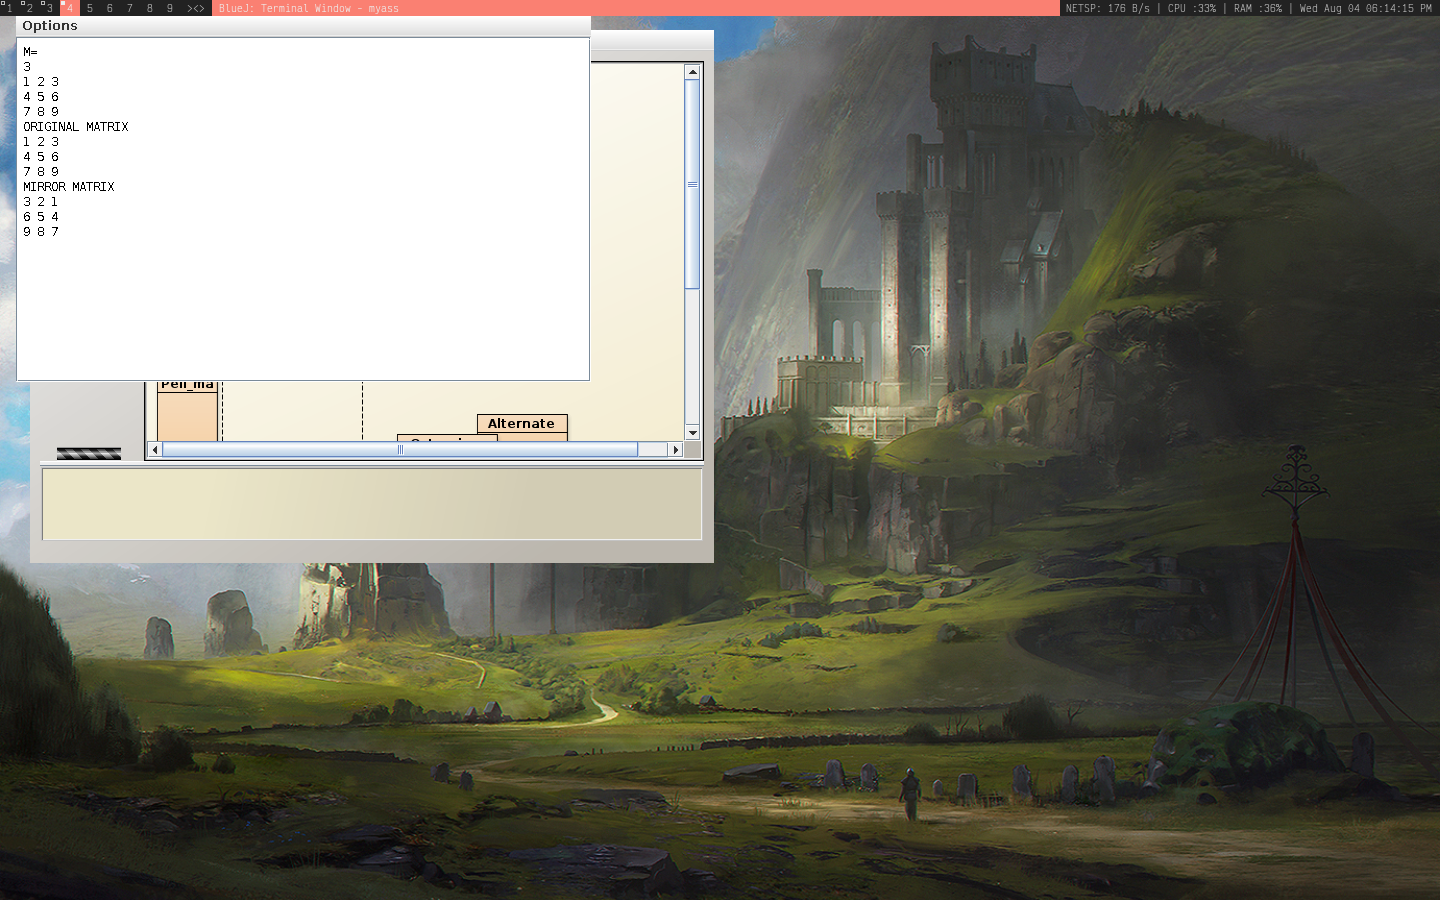 1 2 3 4 5 6 7 8 9 ><> BlueJ: Terminal Window - myass NETSP: 176 B/s | CPU :33% | RAM :36% | Wed Aug 04 06:14:15 PM
Options
M=
3
1 2 3
4 5 6
7 8 9
ORIGINAL MATRIX
1 2 3
4 5 6
7 8 9
MIRROR MATRIX
3 2 1
6 5 4
9 8 7
Pell_ma
Alternate